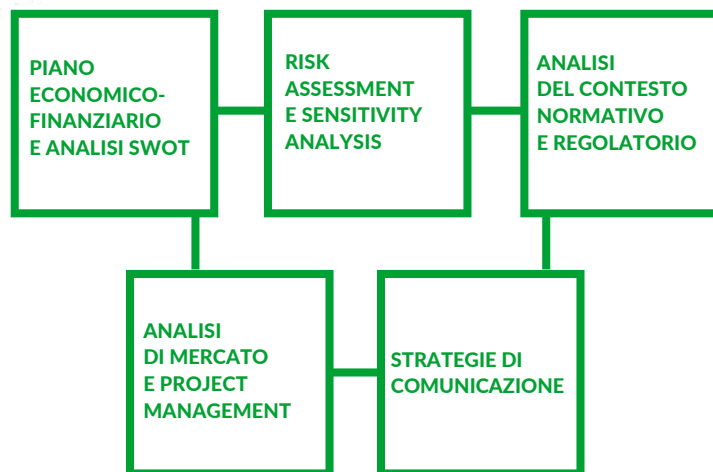 PIANO
ECONOMICO-
FINANZIARIO
E ANALISI SWOT
RISK
ASSESSMENT
E SENSITIVITY
ANALYSIS
ANALISI
DEL CONTESTO
NORMATIVO
E REGOLATORIO
ANALISI
DI MERCATO
E PROJECT
MANAGEMENT
STRATEGIE DI
COMUNICAZIONE